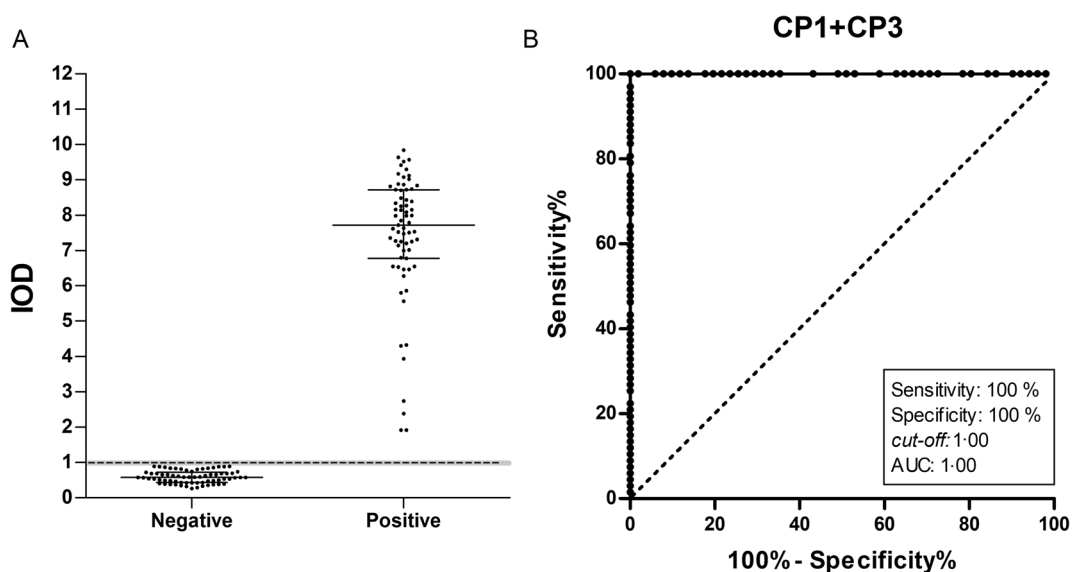 A
IOD
12
11
10
9
8
7
6
5
4
3
2
1
0
Negative Positive
B
CP1+CP3
Sensitivity%
100
80
60
40
20
0
0 20 40 60 80 100
100% - Specificity%
Sensitivity: 100 %
Specificity: 100 %
cut-off: 1·00
AUC: 1·00